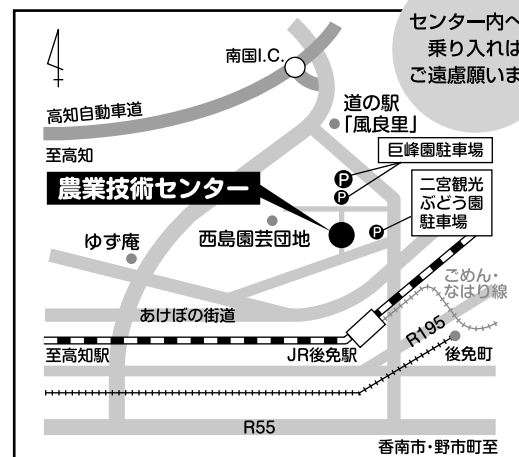 センター内へ
乗り入れは
ご遠慮願いま
南国I.C.
高知自動車道
道の駅
「風良里」
至高知
巨峰園駐車場
P
P
農業技術センター
二宮観光
ぶどう園
駐車場
P
西島園芸団地
ゆず庵
ごめん・
なはり線
あけぼの街道
R195
至高知駅
JR後免駅
後免町
R55
香南市・野市町至